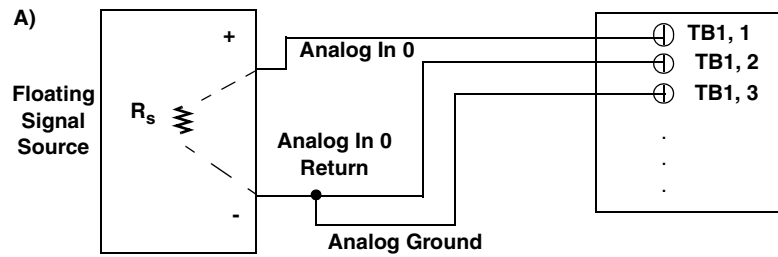 A)
+
Analog In 0
TB1, 1
TB1, 2
TB1, 3
Floating
Signal
Source
Rs
Analog In 0
Return
-
Analog Ground
.
.
.